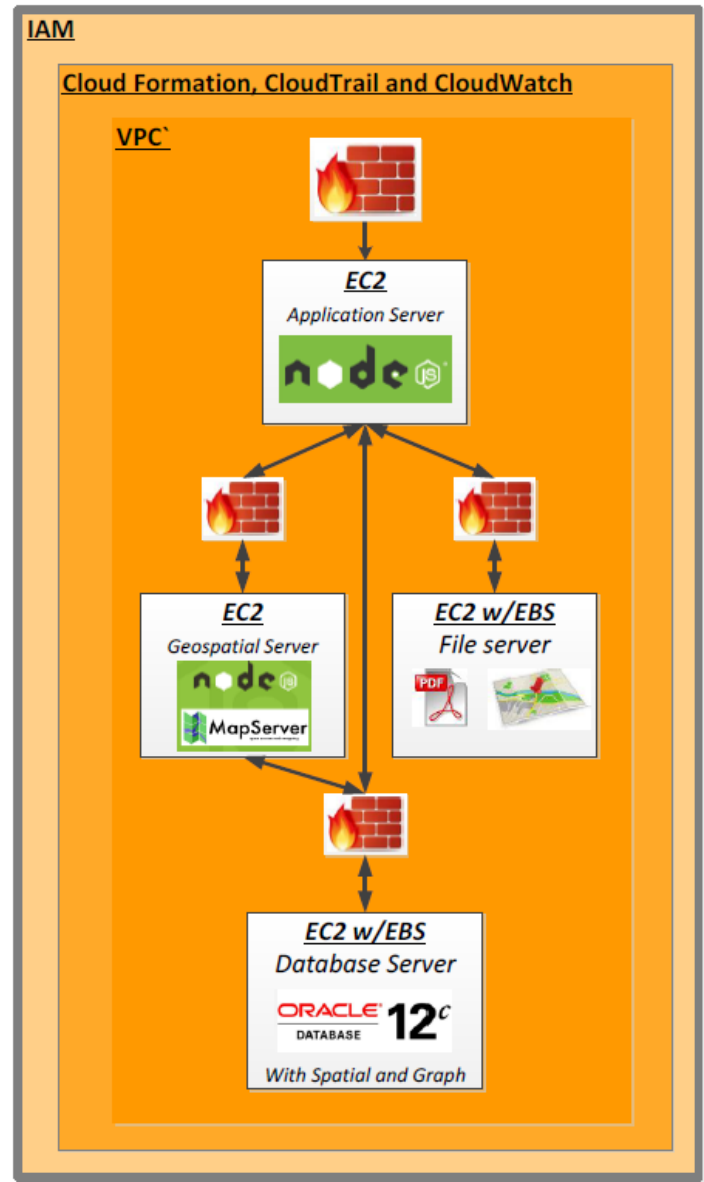 IAM
Cloud Formation, CloudTrail and CloudWatch
VPC`
EC2
Application Server
node JS
EC2
Geospatial Server
node JS
MapServer
EC2 w/EBS
File server
PDF
EC2 w/EBS
Database Server
ORACLE®
DATABASE
12c
With Spatial and Graph